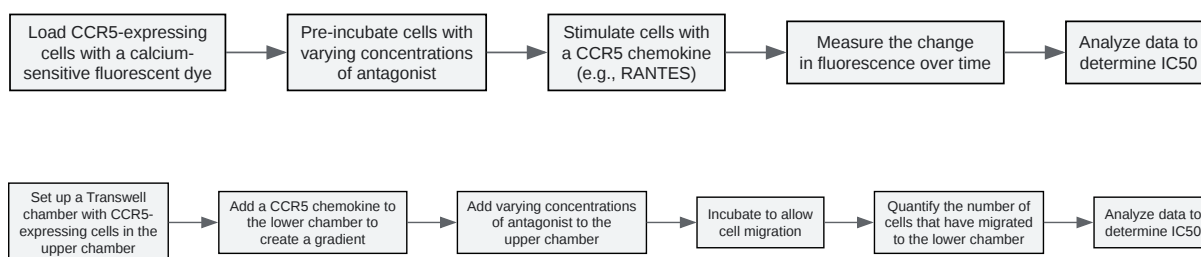 Load CCR5-expressing
cells with a calcium-
sensitive fluorescent dye
Pre-incubate cells with
varying concentrations
of antagonist
Stimulate cells with
a CCR5 chemokine
(e.g., RANTES)
Measure the change
in fluorescence over time
Analyze data to
determine IC50
Set up a Transwell
chamber with CCR5-
expressing cells in the
upper chamber
Add a CCR5 chemokine to
the lower chamber to
create a gradient
Add varying concentrations
of antagonist to the
upper chamber
Incubate to allow
cell migration
Quantify the number of
cells that have migrated
to the lower chamber
Analyze data to
determine IC50